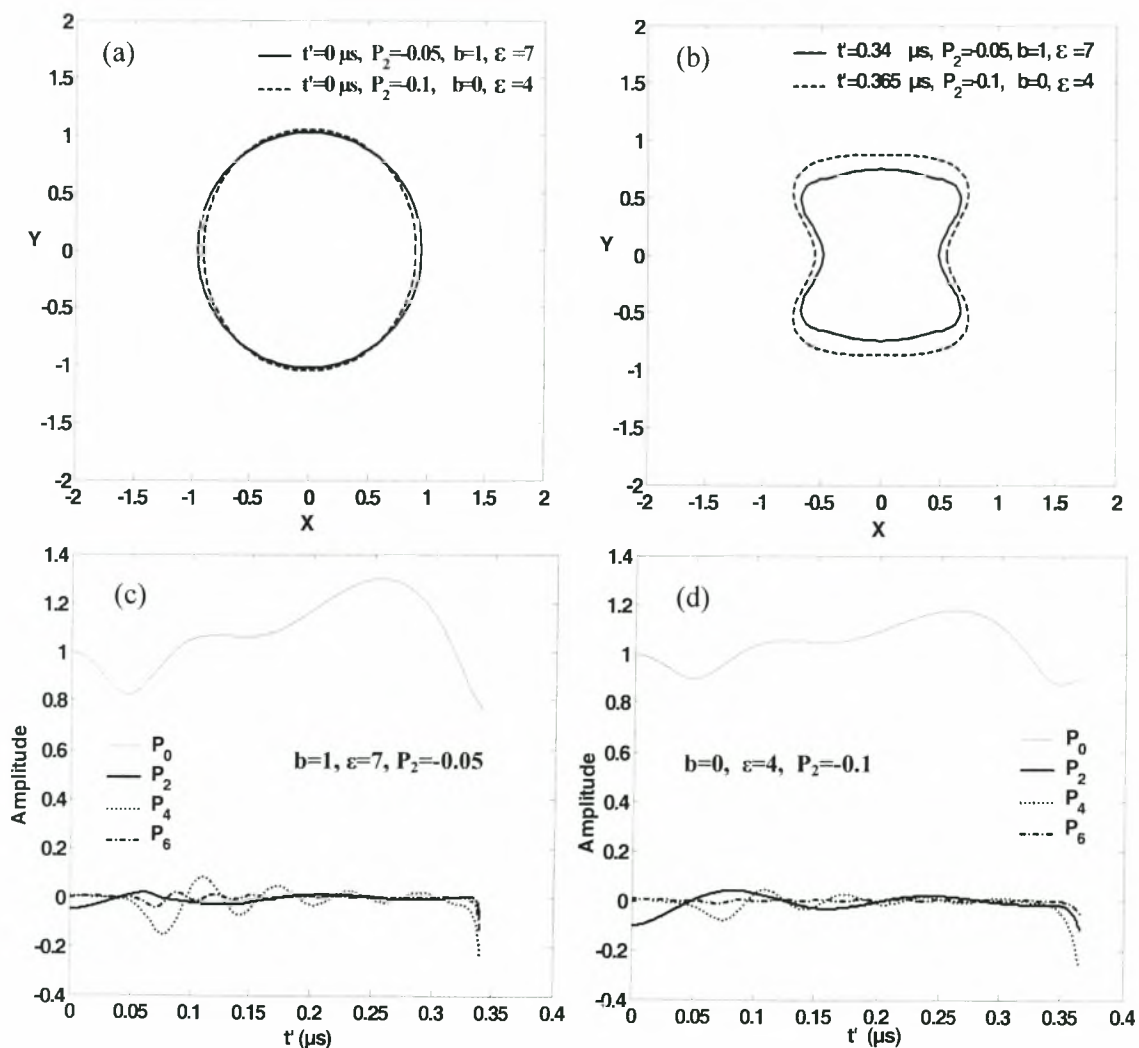 (a)
t'=0 µs, P2=-0.05, b=1, ε=7
t'=0 µs, P2=-0.1, b=0, ε=4
2
1.5
1
0.5
Y
0
-0.5
-1
-1.5
-2
-2 -1.5 -1 -0.5 0 0.5 1 1.5 2
X
(b)
t'=0.34 µs, P2=-0.05, b=1, ε=7
t'=0.365 µs, P2=-0.1, b=0, ε=4
2
1.5
1
0.5
Y
0
-0.5
-1
-1.5
-2
-2 -1.5 -1 -0.5 0 0.5 1 1.5 2
X
(c)
1.4
1.2
1
0.8
0.6
0.4
0.2
0
-0.2
-0.4
Amplitude
P0
P2
P4
P6
b=1, ε=7, P2=-0.05
0 0.05 0.1 0.15 0.2 0.25 0.3 0.35 0.4
t' (µs)
(d)
1.4
1.2
1
0.8
0.6
0.4
0.2
0
-0.2
-0.4
Amplitude
b=0, ε=4, P2=-0.1
P0
P2
P4
P6
0 0.05 0.1 0.15 0.2 0.25 0.3 0.35 0.4
t' (µs)